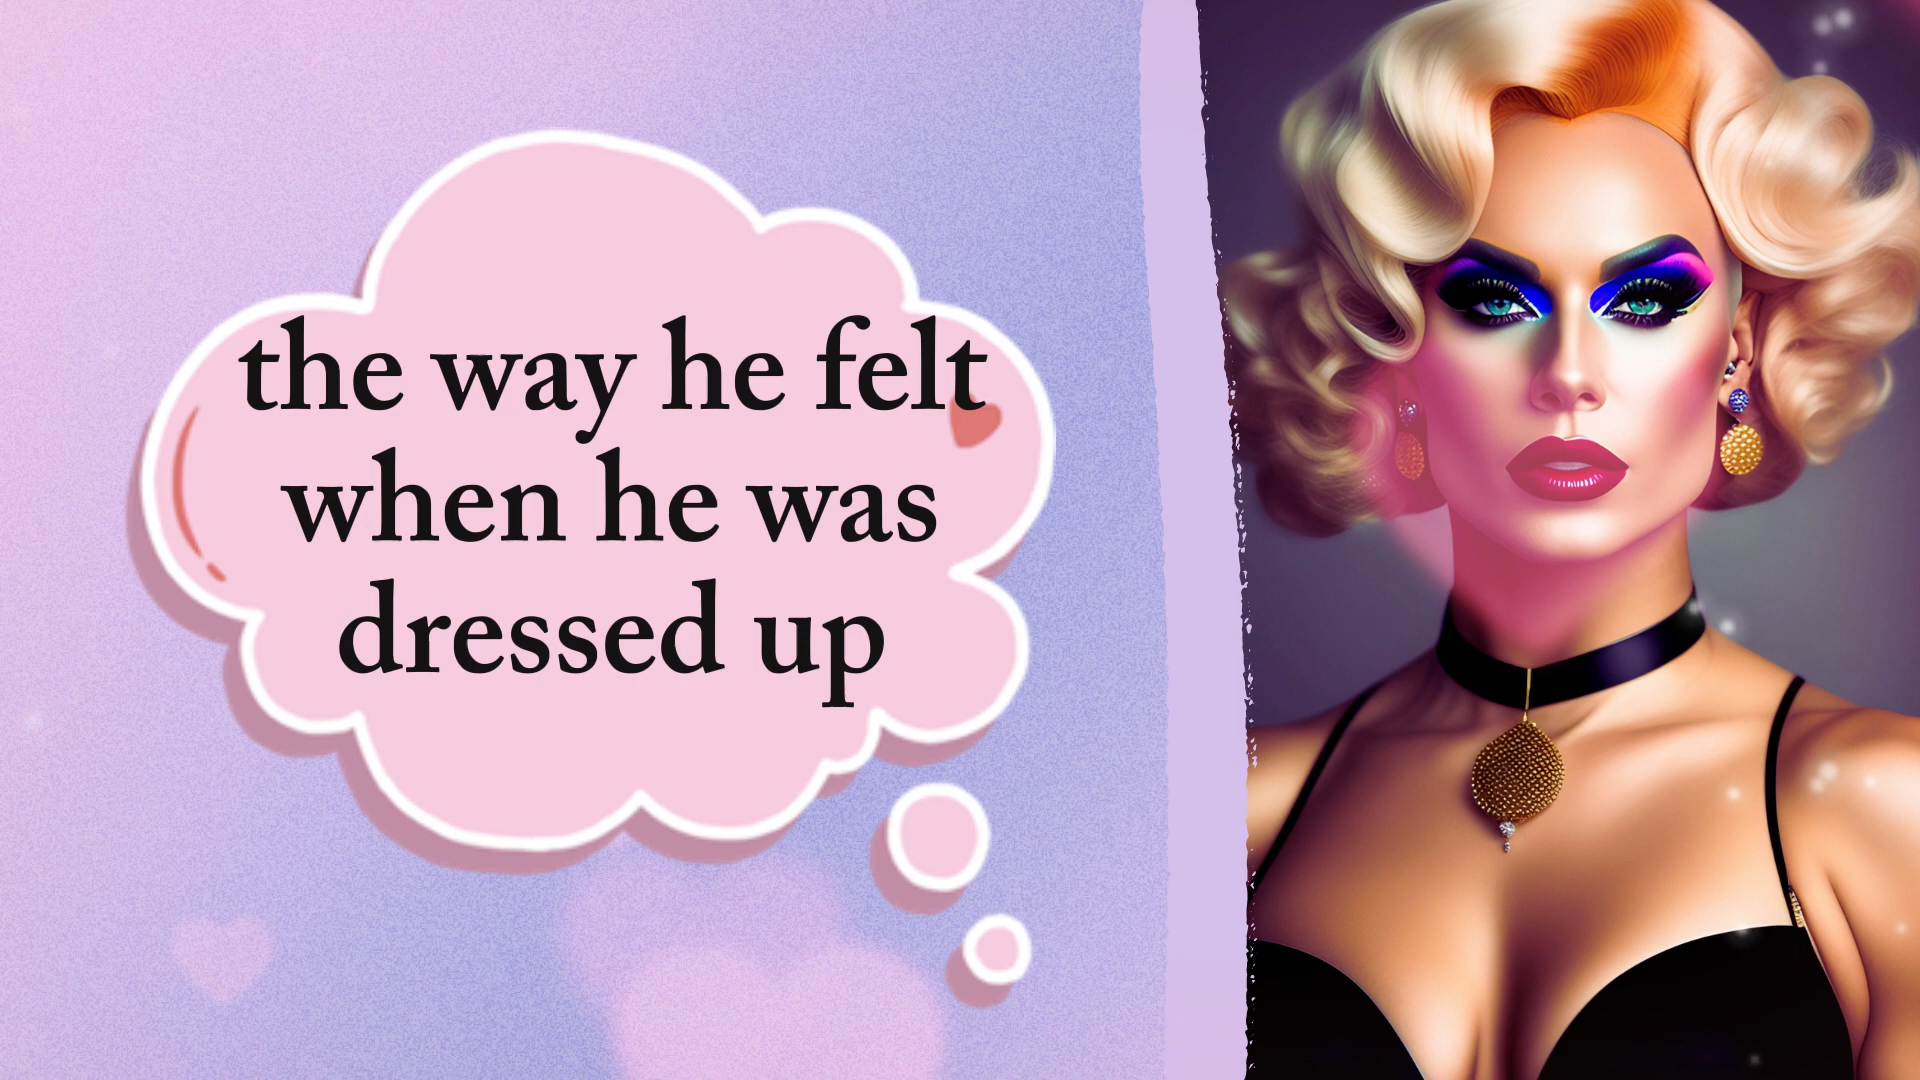 the way he felt
when he was
dressed up